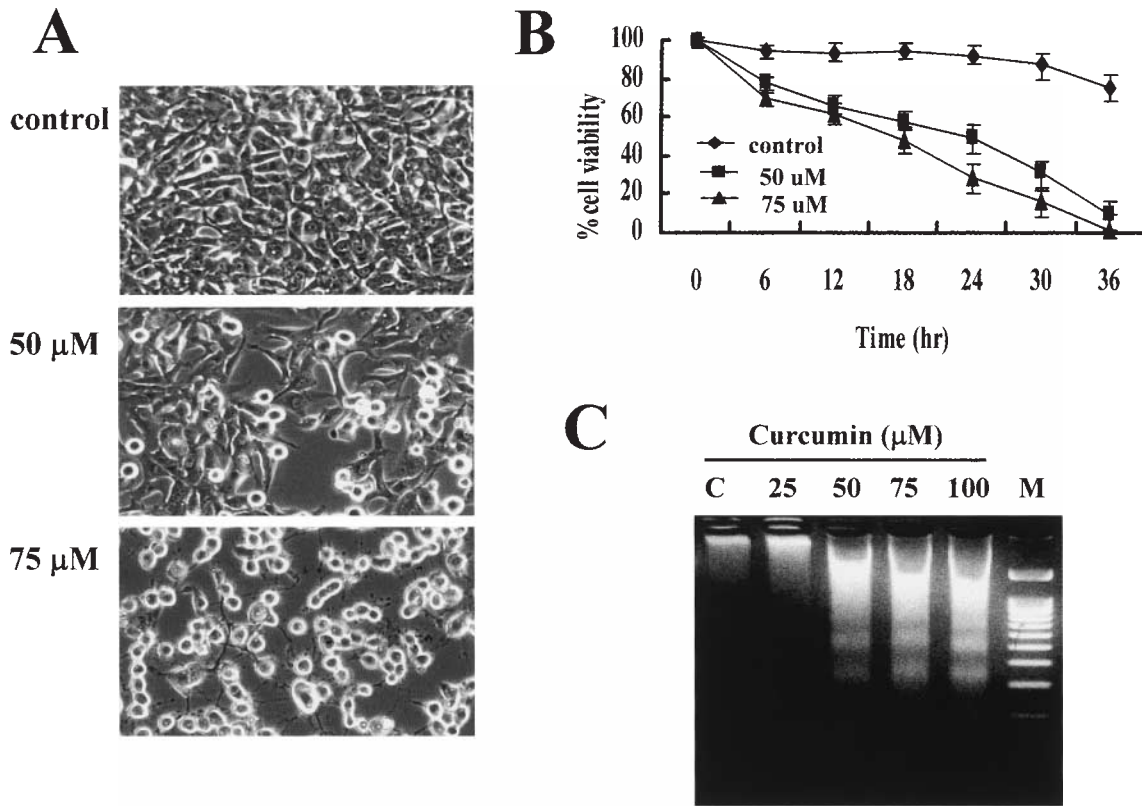 A
control
50 μM
75 μM
B
100
80
60
40
20
0
% cell viability
control
50 uM
75 uM
0 6 12 18 24 30 36
Time (hr)
C
Curcumin (μM)
C 25 50 75 100 M